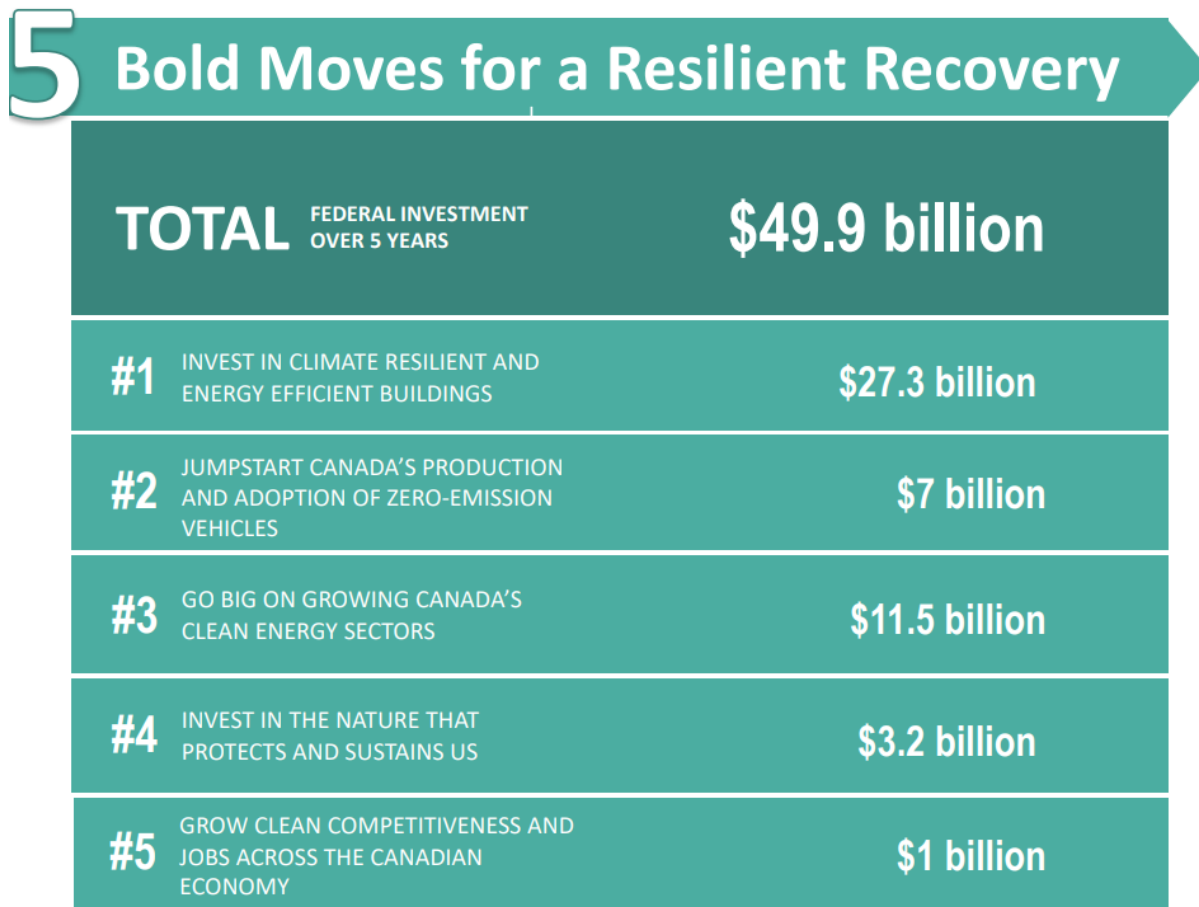 5 Bold Moves for a Resilient Recovery
TOTAL FEDERAL INVESTMENT
OVER 5 YEARS
$49.9 billion
#1 INVEST IN CLIMATE RESILIENT AND
ENERGY EFFICIENT BUILDINGS
$27.3 billion
#2 JUMPSTART CANADA’S PRODUCTION
AND ADOPTION OF ZERO-EMISSION
VEHICLES
$7 billion
#3 GO BIG ON GROWING CANADA’S
CLEAN ENERGY SECTORS
$11.5 billion
#4 INVEST IN THE NATURE THAT
PROTECTS AND SUSTAINS US
$3.2 billion
#5 GROW CLEAN COMPETITIVENESS AND
JOBS ACROSS THE CANADIAN
ECONOMY
$1 billion